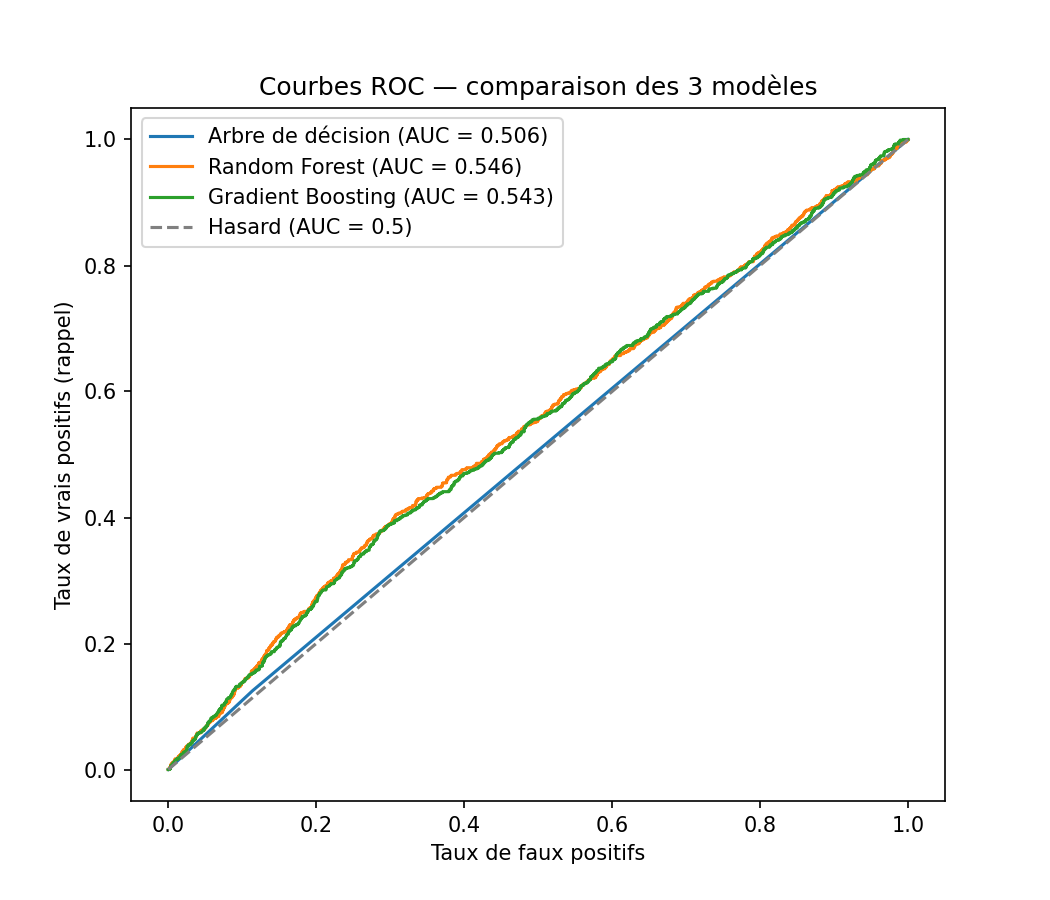 Courbes ROC — comparaison des 3 modèles
Arbre de décision (AUC = 0.506)
Random Forest (AUC = 0.546)
Gradient Boosting (AUC = 0.543)
Hasard (AUC = 0.5)
Taux de vrais positifs (rappel)
1.0
0.8
0.6
0.4
0.2
0.0
0.0 0.2 0.4 0.6 0.8 1.0
Taux de faux positifs